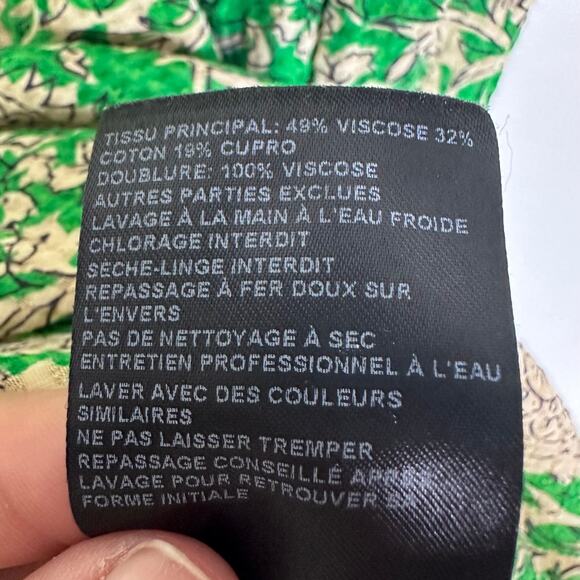 TISSU PRINCIPAL: 49% VISCOSE 32%
COTON 19% CUPRO
DOUBLURE: 100% VISCOSE
AUTRES PARTIES EXCLUES
LAVAGE À LA MAIN À L'EAU FROIDE
CHLORAGE INTERDIT
SÈCHE-LINGE INTERDIT
REPASSAGE À FER DOUX SUR
L'ENVERS
PAS DE NETTOYAGE À SEC
ENTRETIEN PROFESSIONNEL À L'EAU
LAVER AVEC DES COULEURS
SIMILAIRES
NE PAS LAISSER TREMPER
REPASSAGE CONSEILLÉ APRÈS
LAVAGE POUR RETROUVER SA
FORME INITIALE